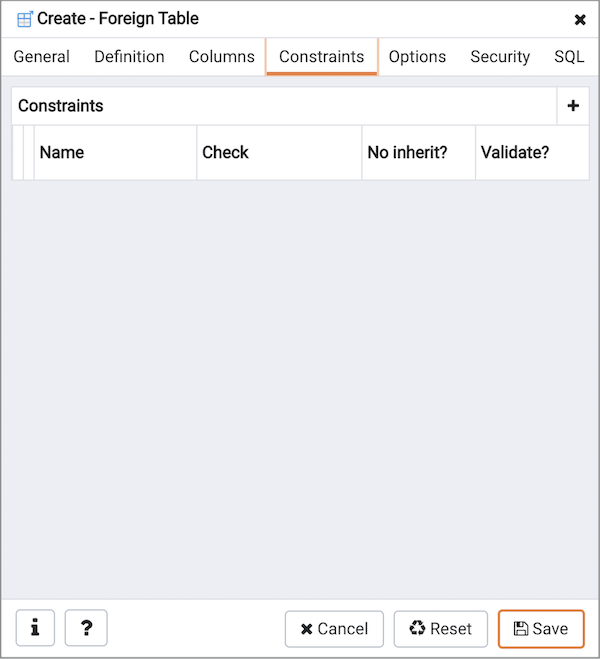 Create - Foreign Table
General Definition Columns Constraints Options Security SQL
Constraints
Name Check No inherit? Validate?
Cancel Reset Save